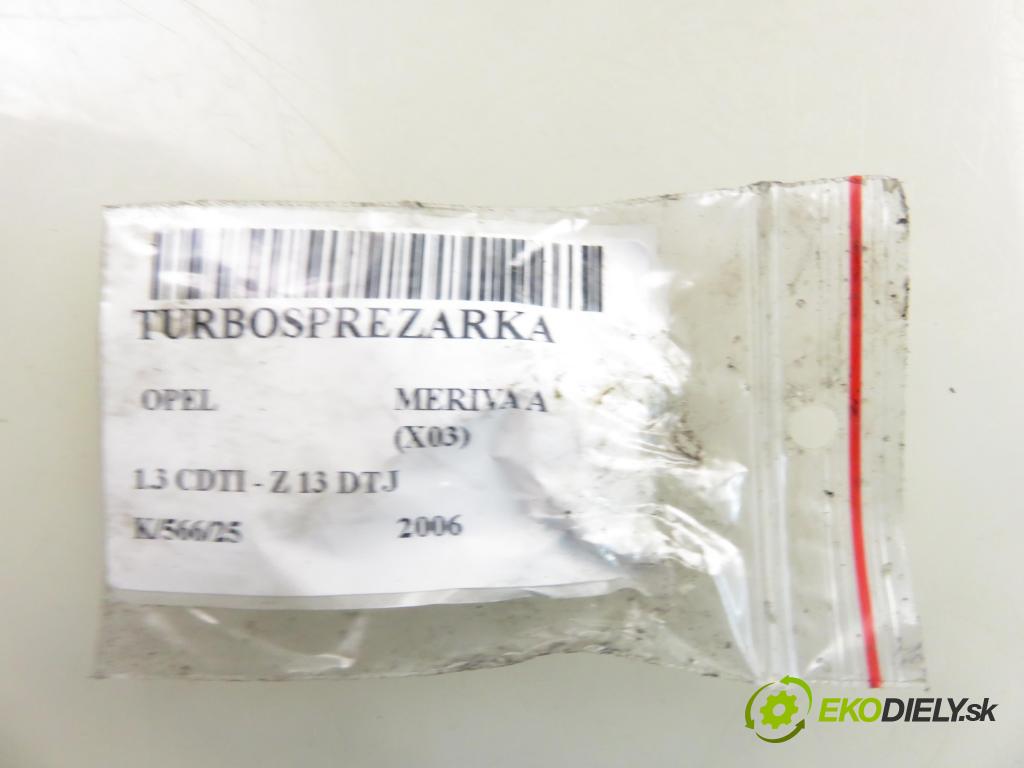 TURBOSPREZARKA
OPEL MERIVA A
(X03)
1.3 CDTI - Z 13 DTJ
K/566/25 2006
EKODIELY.sk